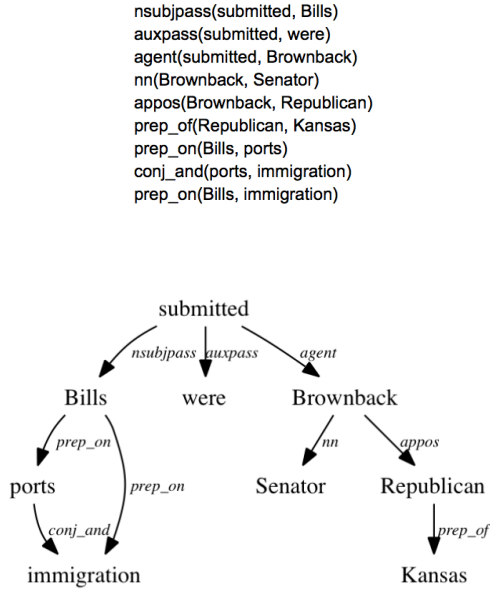 nsubjpass(submitted, Bills)
auxpass(submitted, were)
agent(submitted, Brownback)
nn(Brownback, Senator)
appos(Brownback, Republican)
prep_of(Republican, Kansas)
prep_on(Bills, ports)
conj_and(ports, immigration)
prep_on(Bills, immigration)
submitted
nsubjpass auxpass agent
Bills were Brownback
prep_on nn appos
ports prep_on Senator Republican
conj_and prep_of
immigration Kansas